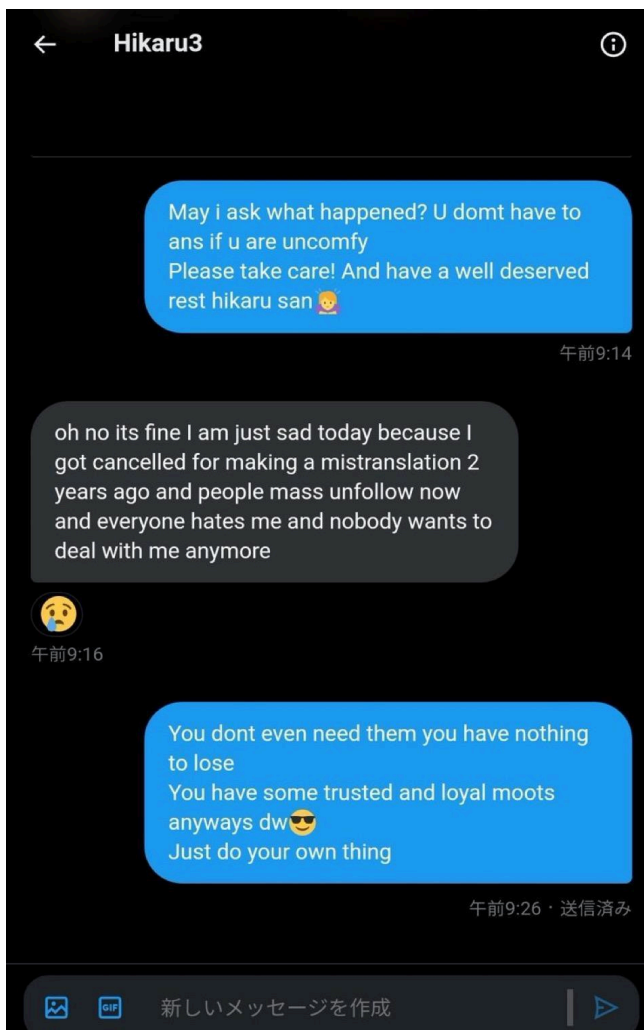 Hikaru3
May i ask what happened? U domt have to
ans if u are uncomfy
Please take care! And have a well deserved
rest hikaru san🙇
午前9:14
oh no its fine I am just sad today because I
got cancelled for making a mistranslation 2
years ago and people mass unfollow now
and everyone hates me and nobody wants to
deal with me anymore
😢
午前9:16
You dont even need them you have nothing
to lose
You have some trusted and loyal moots
anyways dw😎
Just do your own thing
午前9:26 · 送信済み
GIF
新しいメッセージを作成